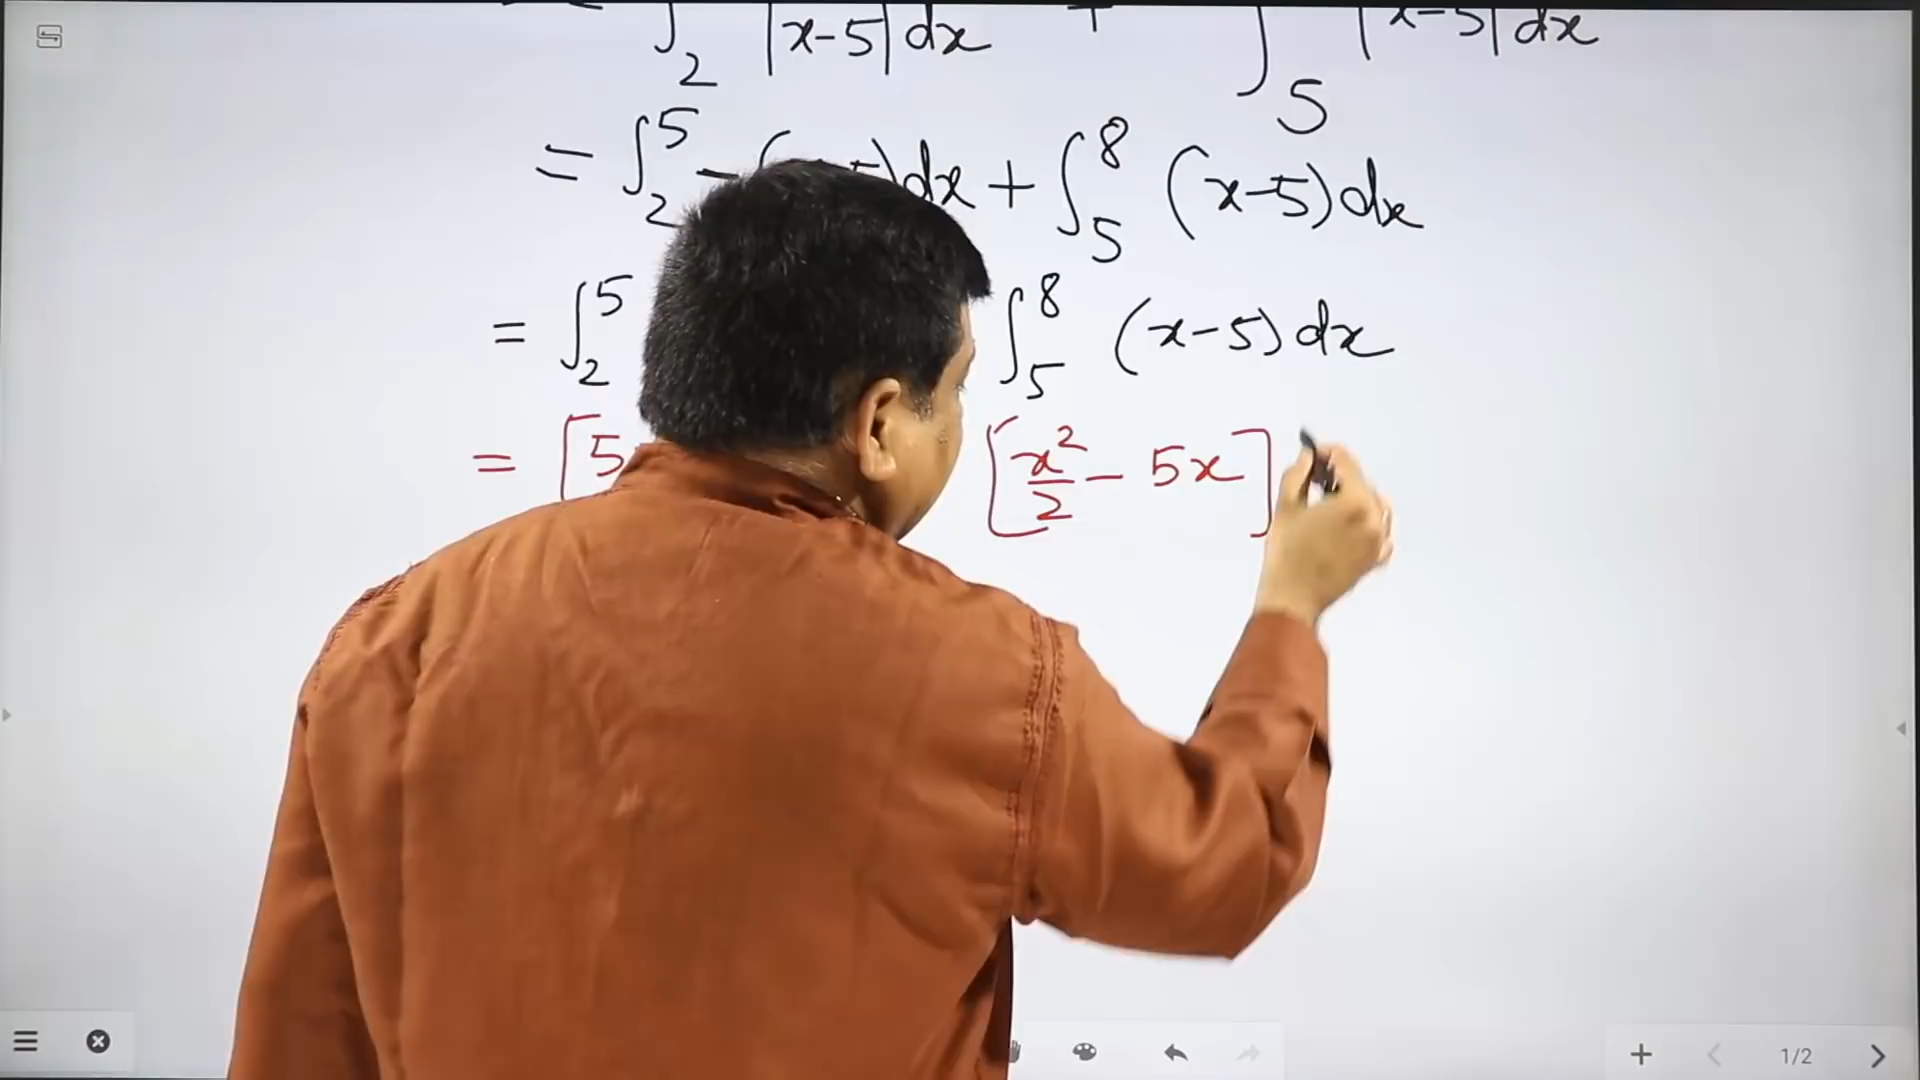 ∫₂ |x-5| dx + ∫₅ |x-5| dx
= ∫₂⁵ - ( 5) dx + ∫₅⁸ (x-5) dx
= ∫₂⁵ ∫₅⁸ (x-5) dx
= [5 [x²/2 - 5x]
1/2